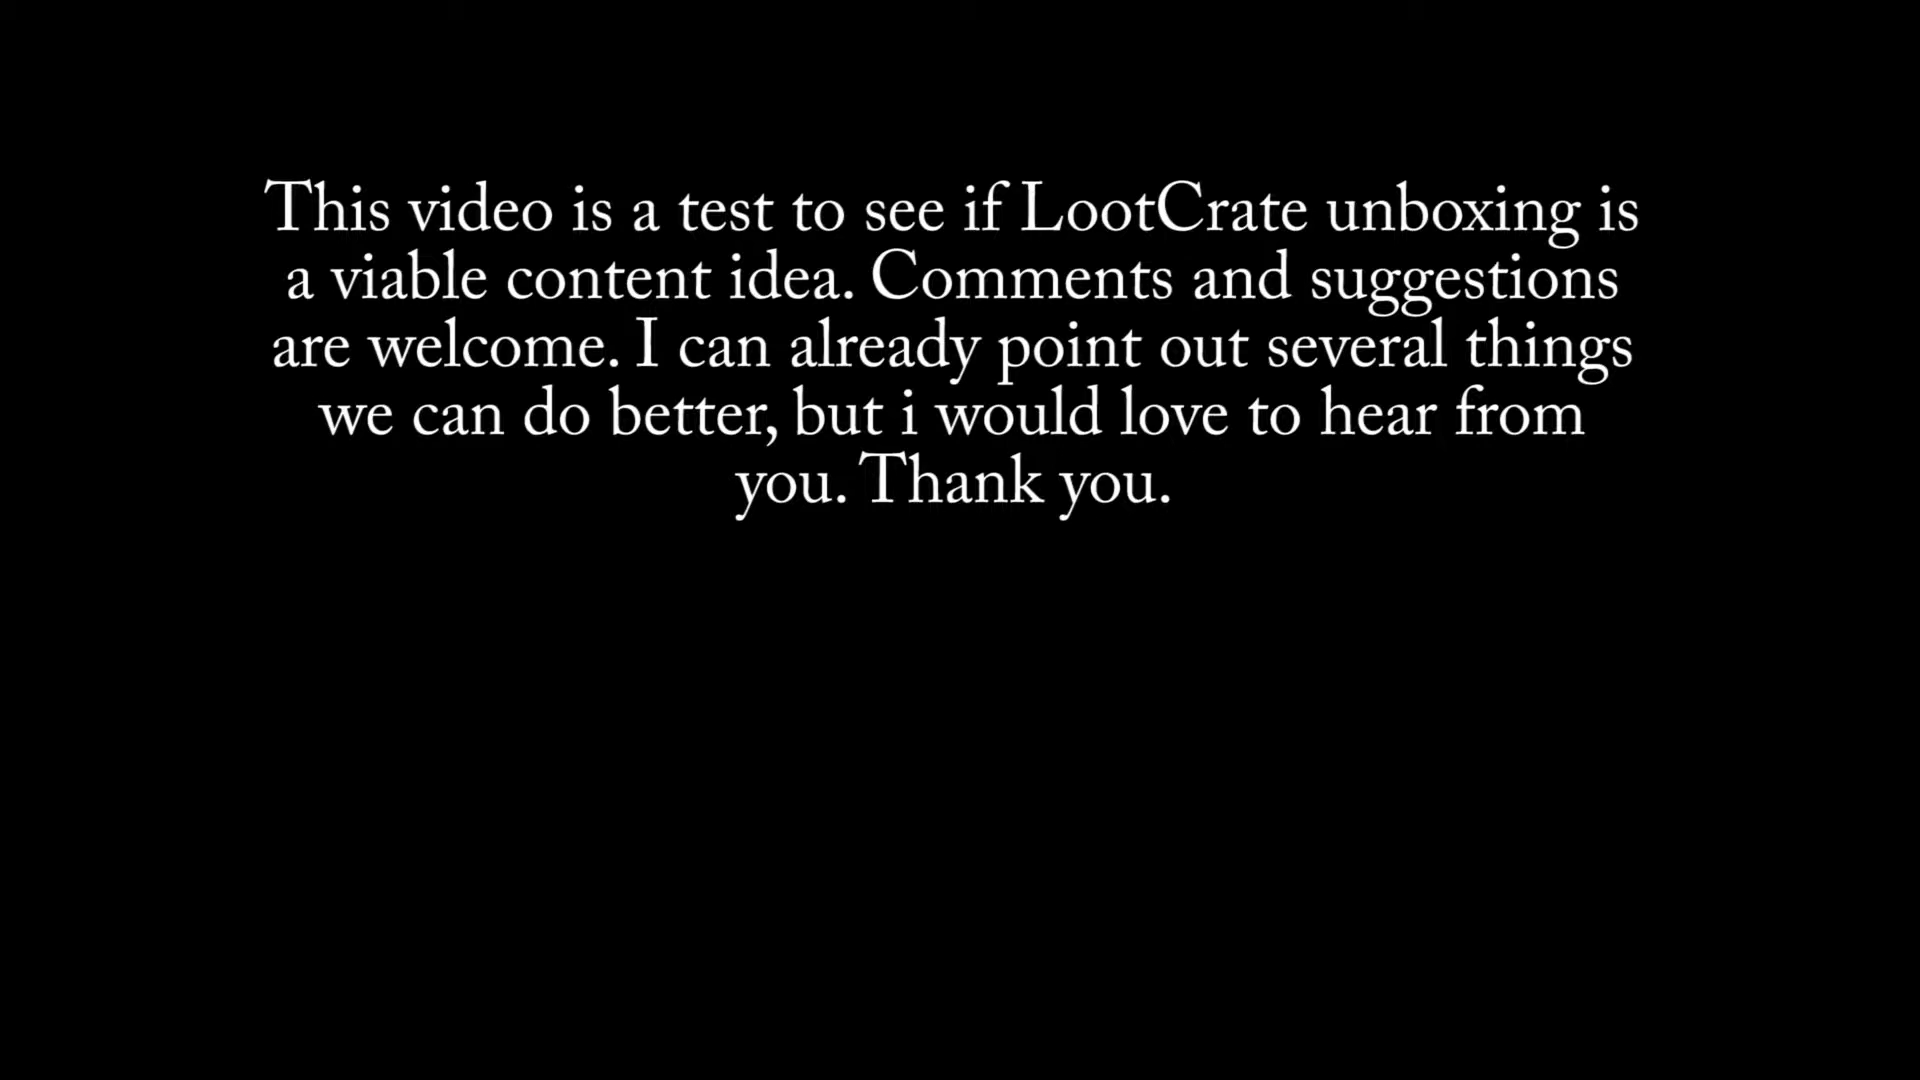 This video is a test to see if LootCrate unboxing is
a viable content idea. Comments and suggestions
are welcome. I can already point out several things
we can do better, but i would love to hear from
you. Thank you.